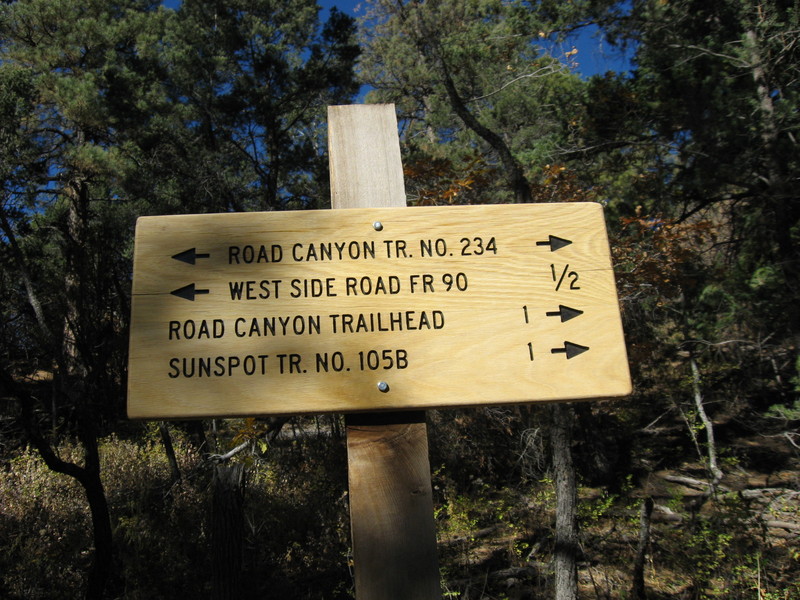 ← ROAD CANYON TR. NO. 234 →
← WEST SIDE ROAD FR 90 1/2
ROAD CANYON TRAILHEAD 1 →
SUNSPOT TR. NO. 105B 1 →